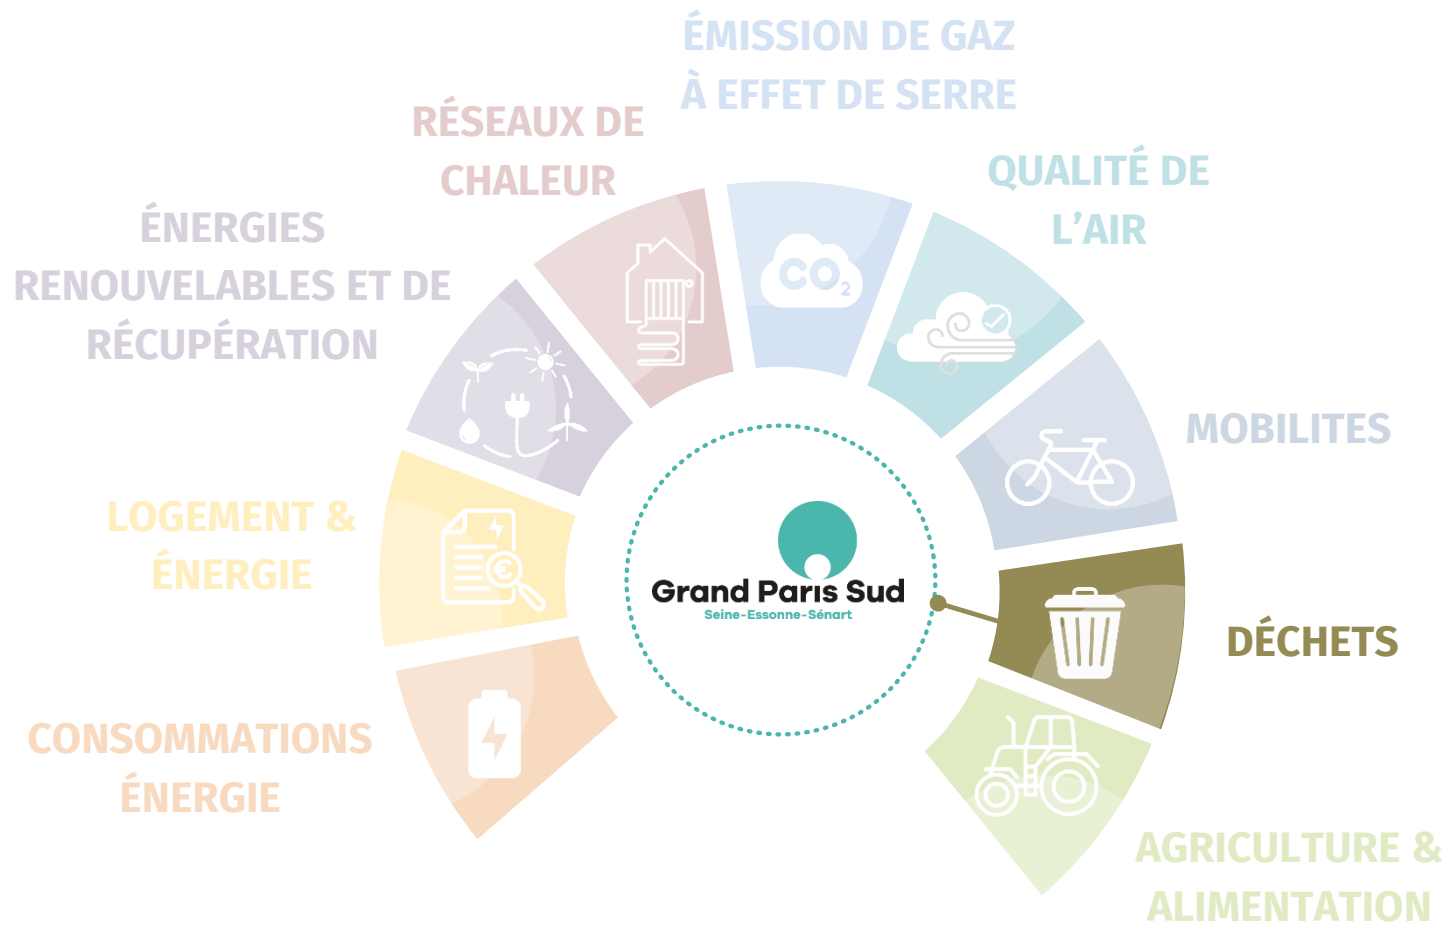 ÉMISSION DE GAZ
À EFFET DE SERRE
RÉSEAUX DE
CHALEUR
QUALITÉ DE
L’AIR
ÉNERGIES
RENOUVELABLES ET DE
RÉCUPÉRATION
CO2
MOBILITES
LOGEMENT &
ÉNERGIE
€
Grand Paris Sud
Seine-Essonne-Sénart
DÉCHETS
CONSOMMATIONS
ÉNERGIE
AGRICULTURE &
ALIMENTATION